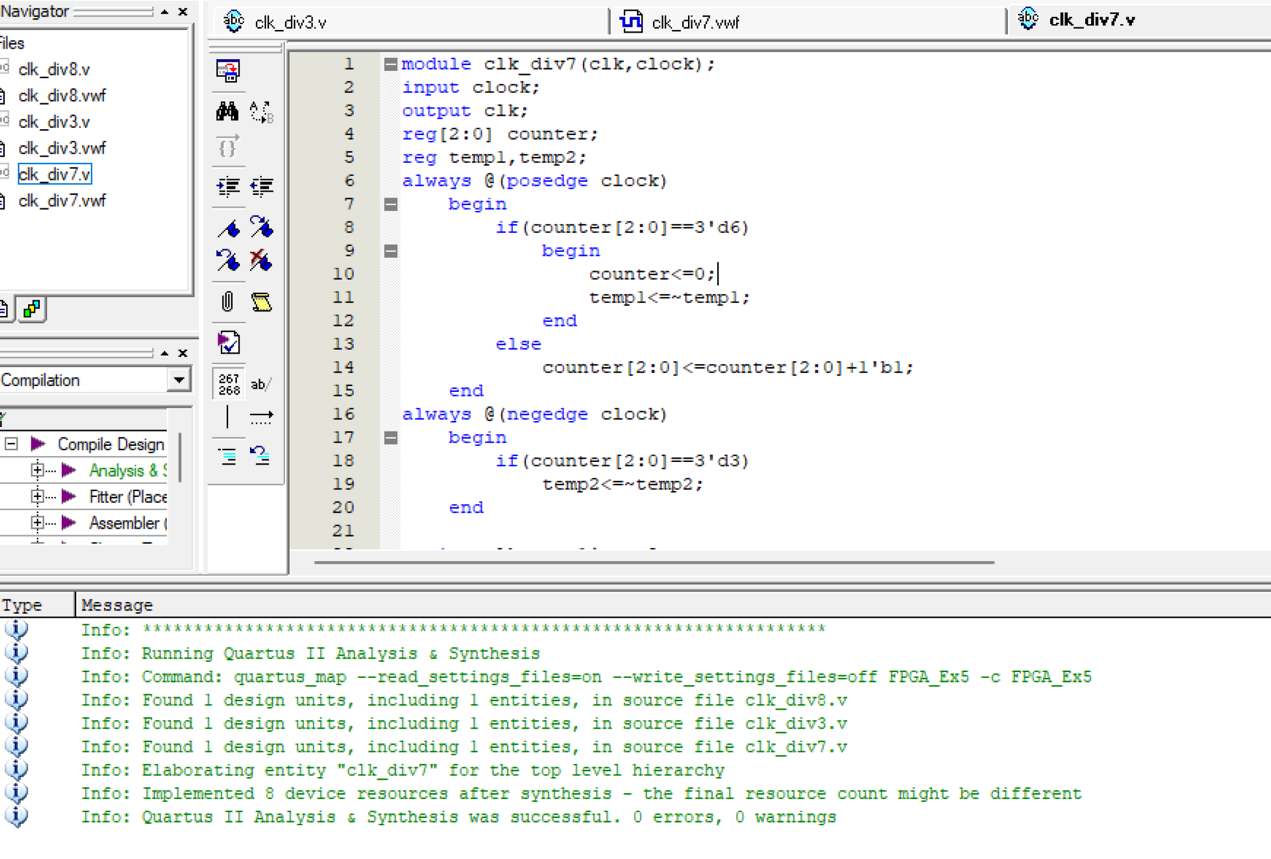 Navigator
Files
clk_div8.v
clk_div8.vwf
clk_div3.v
clk_div3.vwf
clk_div7.v
clk_div7.vwf
Compilation
Compile Design
Analysis & S
Fitter (Place
Assembler (
clk_div3.v
clk_div7.vwf
clk_div7.v
267
268
ab/
1 module clk_div7(clk,clock);
2 input clock;
3 output clk;
4 reg[2:0] counter;
5 reg temp1,temp2;
6 always @(posedge clock)
7 begin
8 if(counter[2:0]==3'd6)
9 begin
10 counter<=0;
11 temp1<=~temp1;
12 end
13 else
14 counter[2:0]<=counter[2:0]+1'b1;
15 end
16 always @(negedge clock)
17 begin
18 if(counter[2:0]==3'd3)
19 temp2<=~temp2;
20 end
21
Type Message
Info: *******************************************************************
Info: Running Quartus II Analysis & Synthesis
Info: Command: quartus_map --read_settings_files=on --write_settings_files=off FPGA_Ex5 -c FPGA_Ex5
Info: Found 1 design units, including 1 entities, in source file clk_div8.v
Info: Found 1 design units, including 1 entities, in source file clk_div3.v
Info: Found 1 design units, including 1 entities, in source file clk_div7.v
Info: Elaborating entity "clk_div7" for the top level hierarchy
Info: Implemented 8 device resources after synthesis - the final resource count might be different
Info: Quartus II Analysis & Synthesis was successful. 0 errors, 0 warnings